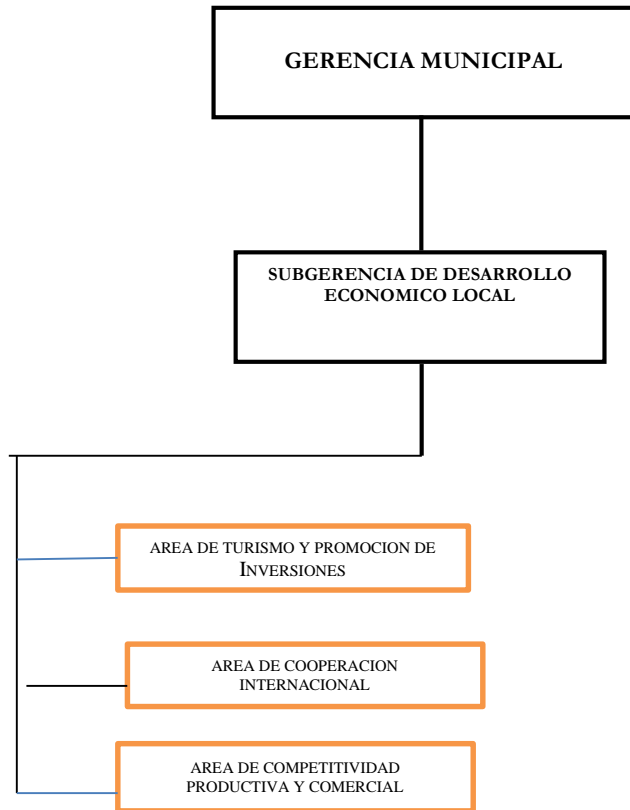 GERENCIA MUNICIPAL
SUBGERENCIA DE DESARROLLO
ECONOMICO LOCAL
AREA DE TURISMO Y PROMOCION DE
INVERSIONES
AREA DE COOPERACION
INTERNACIONAL
AREA DE COMPETITIVIDAD
PRODUCTIVA Y COMERCIAL